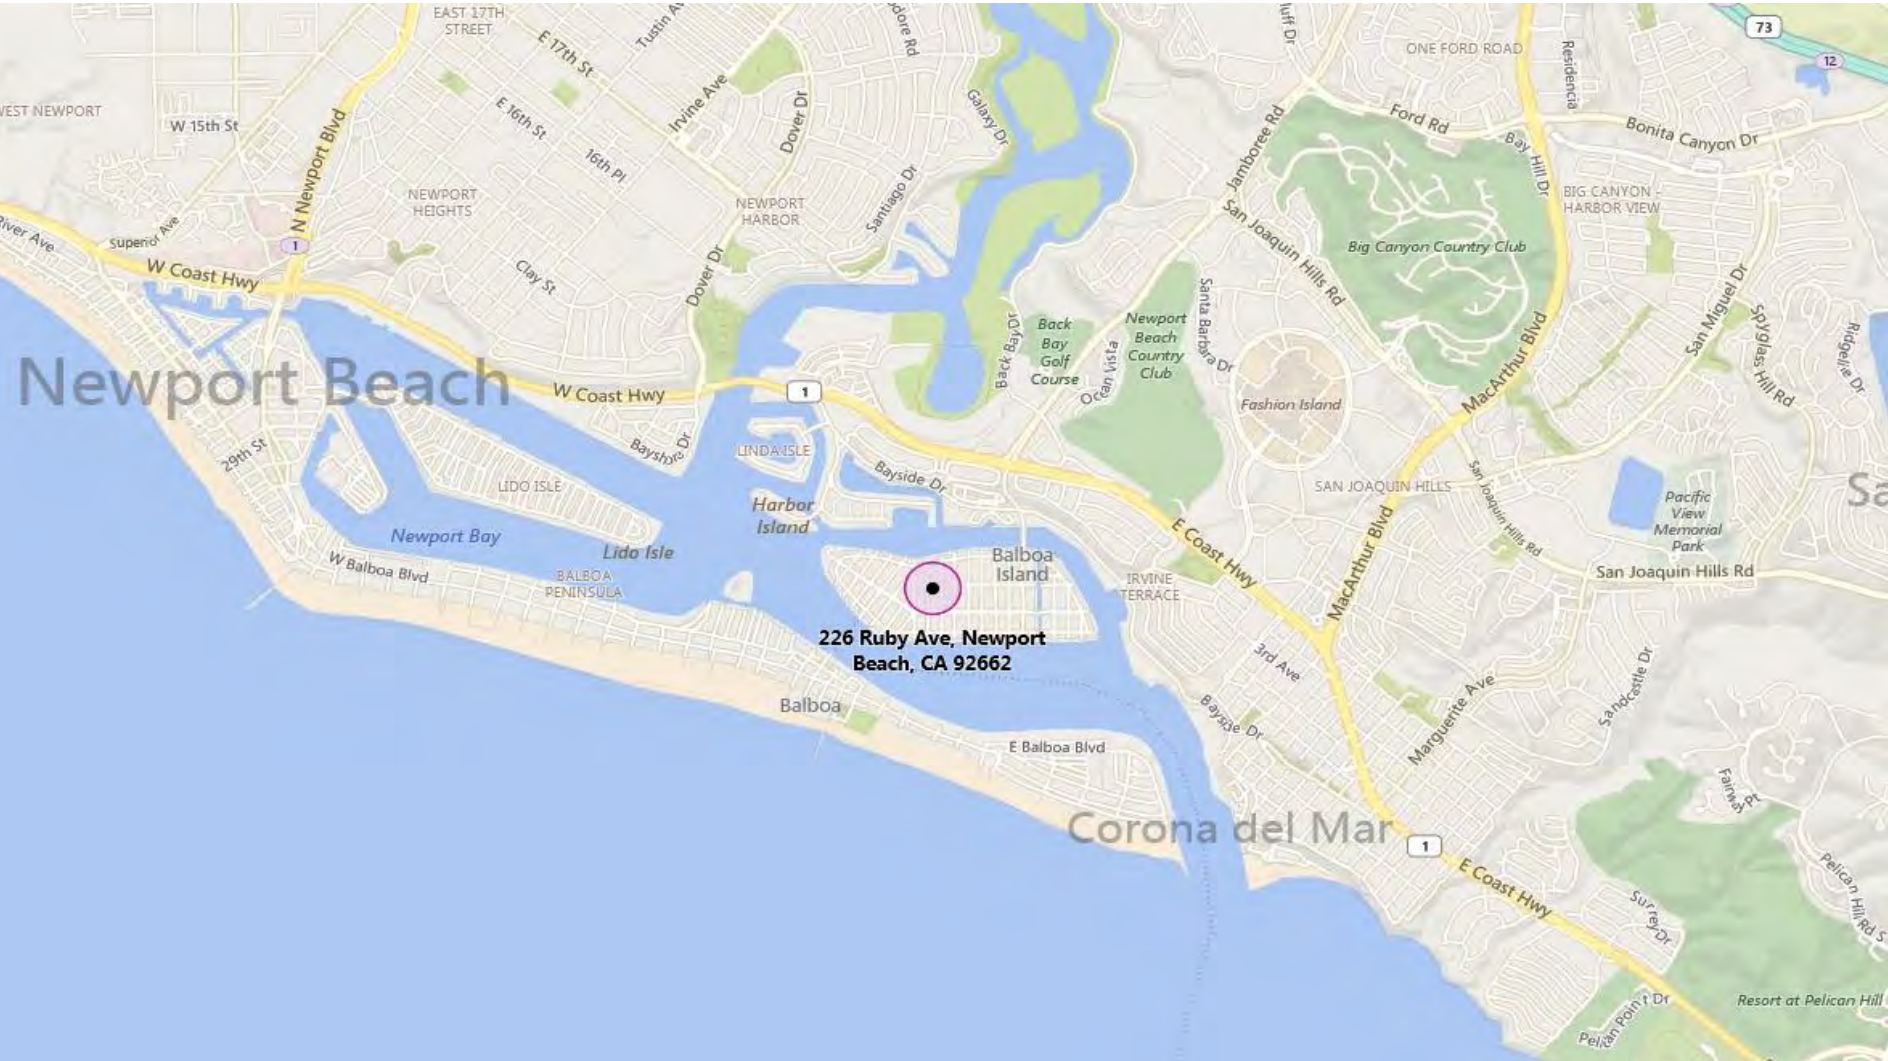 EAST 17TH
STREET
Tustin
E 17th St
73
12
ONE FORD ROAD
Residencia
WEST NEWPORT
W 15th St
N Newport Blvd
E 16th St
16th Pl
Irvine Ave
Dover Dr
Galaxy Dr
Jamboree Rd
Ford Rd
Bay Hill Dr
Bonita Canyon Dr
NEWPORT
HEIGHTS
NEWPORT
HARBOR
Santiago Dr
BIG CANYON -
HARBOR VIEW
San Joaquin Hills Rd
Big Canyon Country Club
River Ave
Superior Ave
1
W Coast Hwy
Clay St
Dover Dr
Santa Barbara Dr
San Miguel Dr
Spyglass Hill Rd
Ridgeline Dr
Back Bay Dr
Back
Bay
Golf
Course
Newport
Beach
Country
Club
Ocean Vista
MacArthur Blvd
Newport Beach
W Coast Hwy
1
Fashion Island
29th St
Bayshore Dr
LINDA ISLE
Bayside Dr
LIDO ISLE
Harbor
Island
SAN JOAQUIN HILLS
San Joaquin Hills Rd
Pacific
View
Memorial
Park
Sa
Newport Bay
Lido Isle
W Balboa Blvd
BALBOA
PENINSULA
Balboa
Island
E Coast Hwy
IRVINE
TERRACE
MacArthur Blvd
San Joaquin Hills Rd
226 Ruby Ave, Newport
Beach, CA 92662
3rd Ave
Marguerite Ave
Sandcastle Dr
Balboa
Bayside Dr
E Balboa Blvd
Fairway Pt
Corona del Mar
1
E Coast Hwy
Surrey Dr
Pelican Hill Rd S
Pelican Point Dr
Resort at Pelican Hill